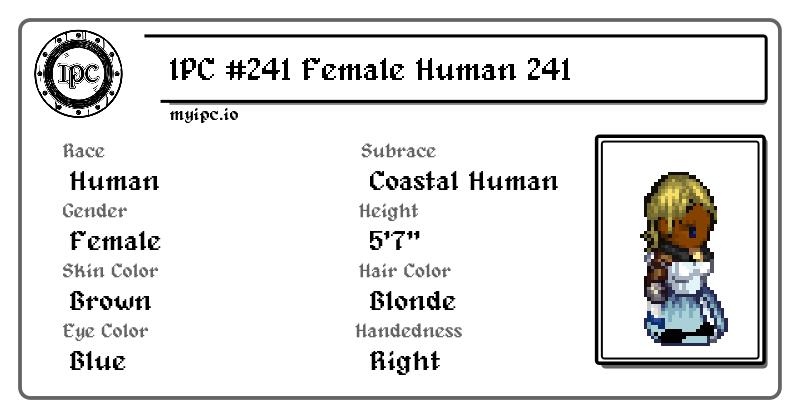 IPC
IPC #241 Female Human 241
myipc.io
Race
Human
Subrace
Coastal Human
Gender
Female
Height
5'7"
Skin Color
Brown
Hair Color
Blonde
Eye Color
Blue
Handedness
Right